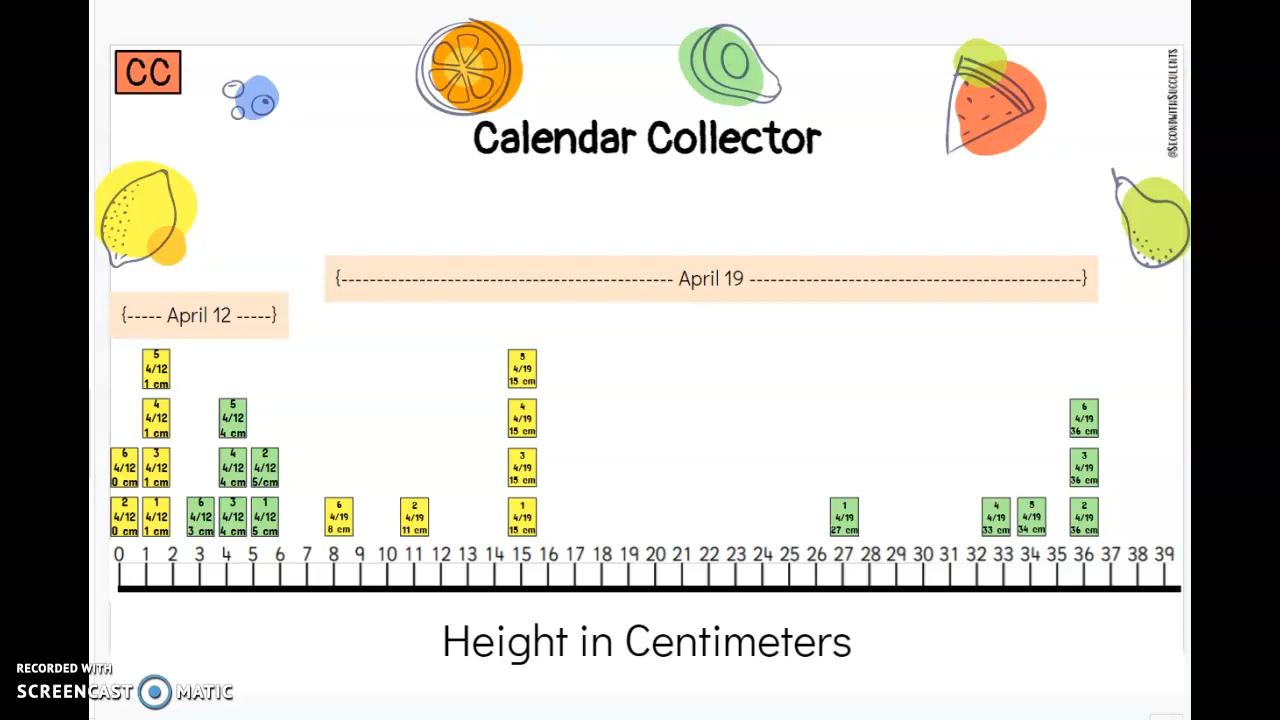 CC
@SecondwithSucculents
Calendar Collector
{----------------------------------------------- April 19 -----------------------------------------------}
{----- April 12 -----}
5
4/12
1 cm
5
4/19
15 cm
4
4/12
1 cm
5
4/12
4 cm
4
4/19
15 cm
6
4/19
36 cm
6
4/12
0 cm
3
4/12
1 cm
4
4/12
4 cm
2
4/12
5/cm
3
4/19
15 cm
3
4/19
36 cm
2
4/12
0 cm
1
4/12
1 cm
6
4/12
3 cm
3
4/12
4 cm
1
4/12
5 cm
6
4/19
8 cm
2
4/19
11 cm
1
4/19
15 cm
1
4/19
27 cm
4
4/19
33 cm
5
4/19
34 cm
2
4/19
36 cm
0 1 2 3 4 5 6 7 8 9 10 11 12 13 14 15 16 17 18 19 20 21 22 23 24 25 26 27 28 29 30 31 32 33 34 35 36 37 38 39
Height in Centimeters
RECORDED WITH
SCREENCAST MATIC